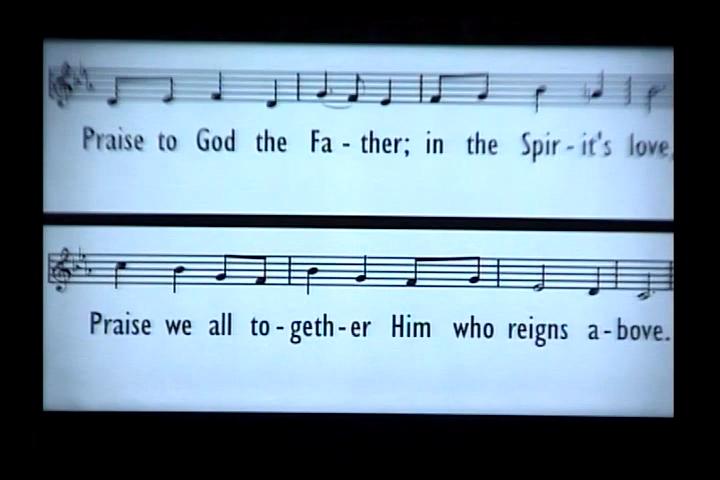 Praise to God the Fa - ther; in the Spir - it's love,
Praise we all to - geth - er Him who reigns a - bove.